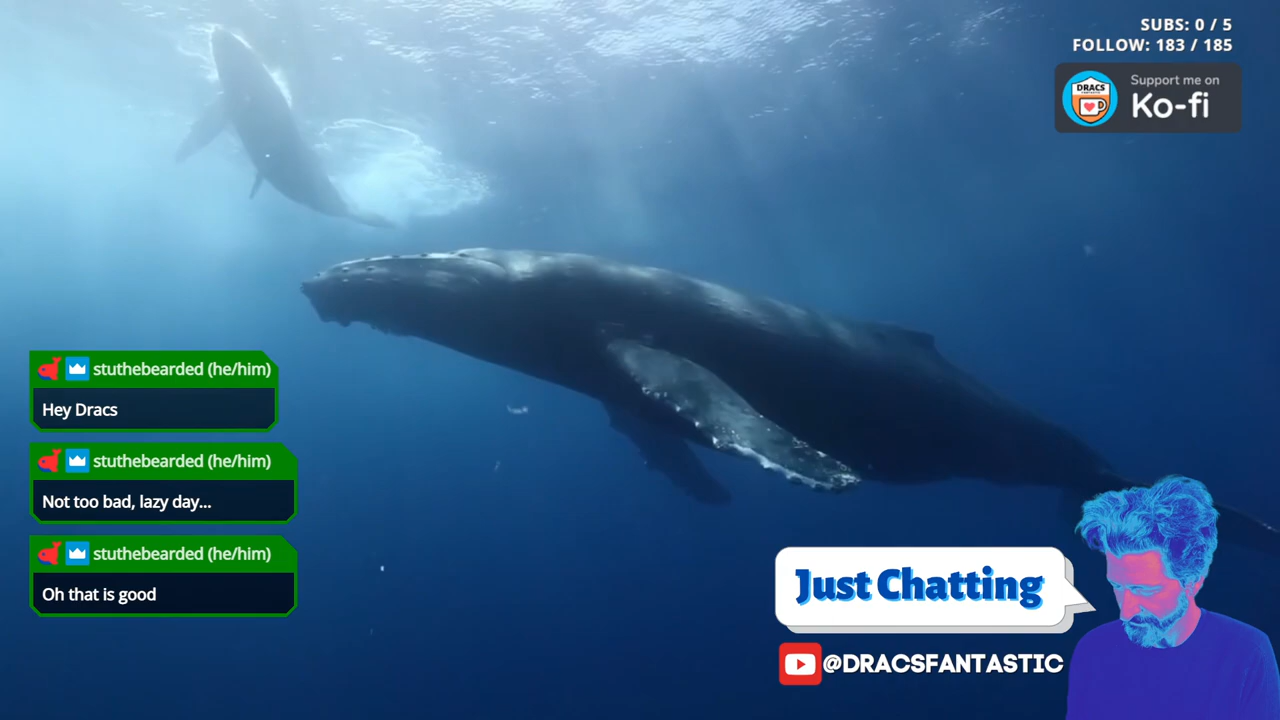 SUBS: 0 / 5
FOLLOW: 183 / 185
DRACS
Support me on
Ko-fi
stuthebearded (he/him)
Hey Dracs
stuthebearded (he/him)
Not too bad, lazy day...
stuthebearded (he/him)
Oh that is good
Just Chatting
@DRACSFANTASTIC